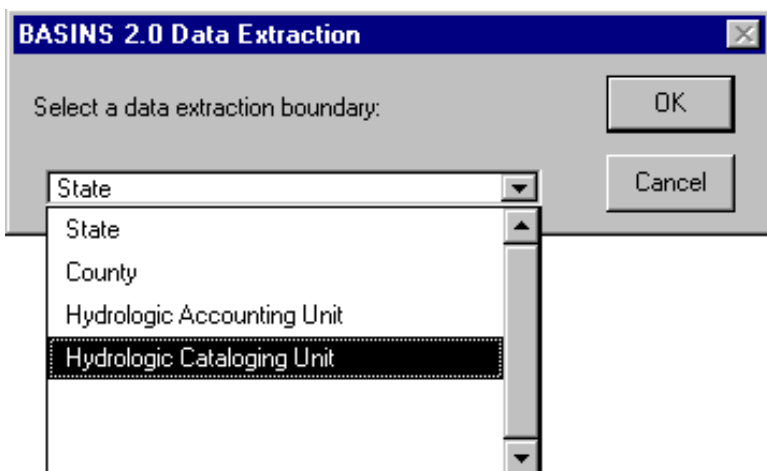 BASINS 2.0 Data Extraction
Select a data extraction boundary:
OK
Cancel
State
State
County
Hydrologic Accounting Unit
Hydrologic Cataloging Unit